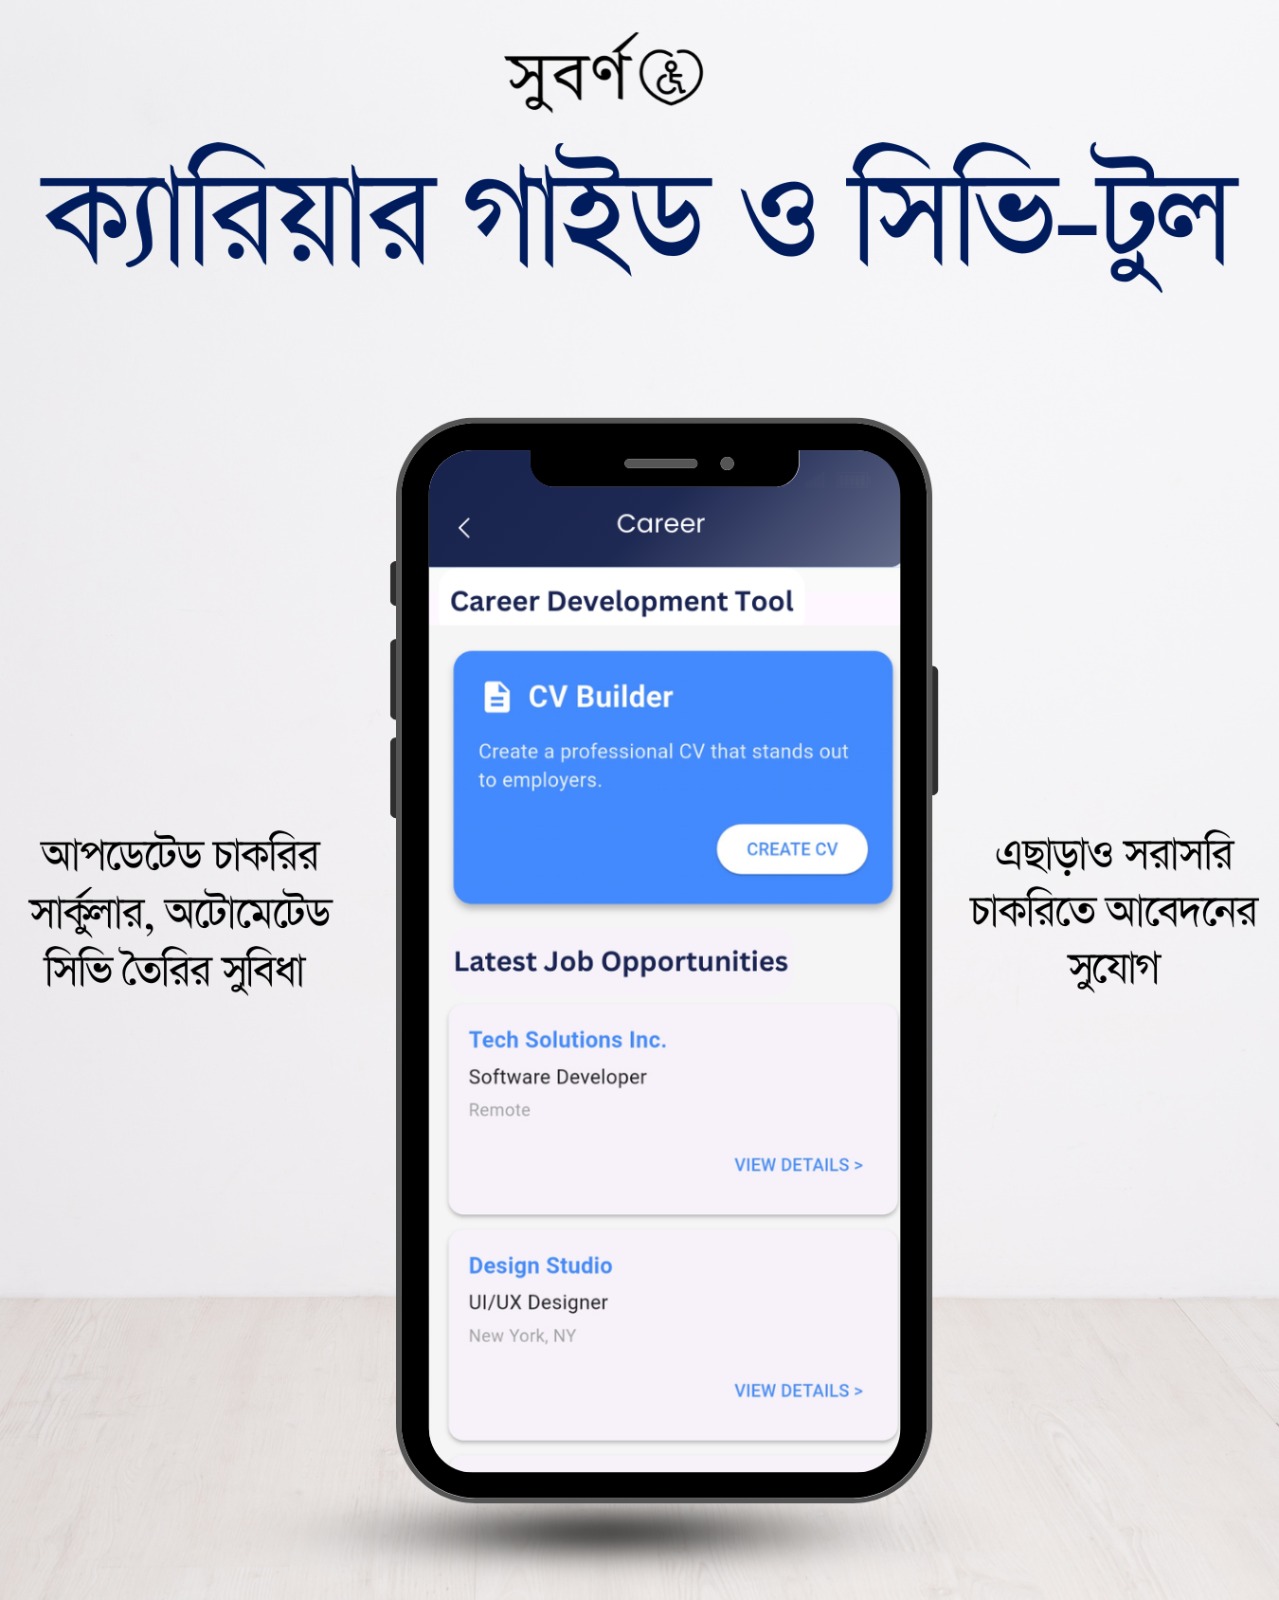 সুবর্ণ
ক্যারিয়ার গাইড ও সিভি-টুল
Career
Career Development Tool
CV Builder
Create a professional CV that stands out
to employers.
CREATE CV
Latest Job Opportunities
Tech Solutions Inc.
Software Developer
Remote
VIEW DETAILS >
Design Studio
UI/UX Designer
New York, NY
VIEW DETAILS >
আপডেটেড চাকরির
সার্কুলার, অটোমেটেড
সিভি তৈরির সুবিধা
এছাড়াও সরাসরি
চাকরিতে আবেদনের
সুযোগ